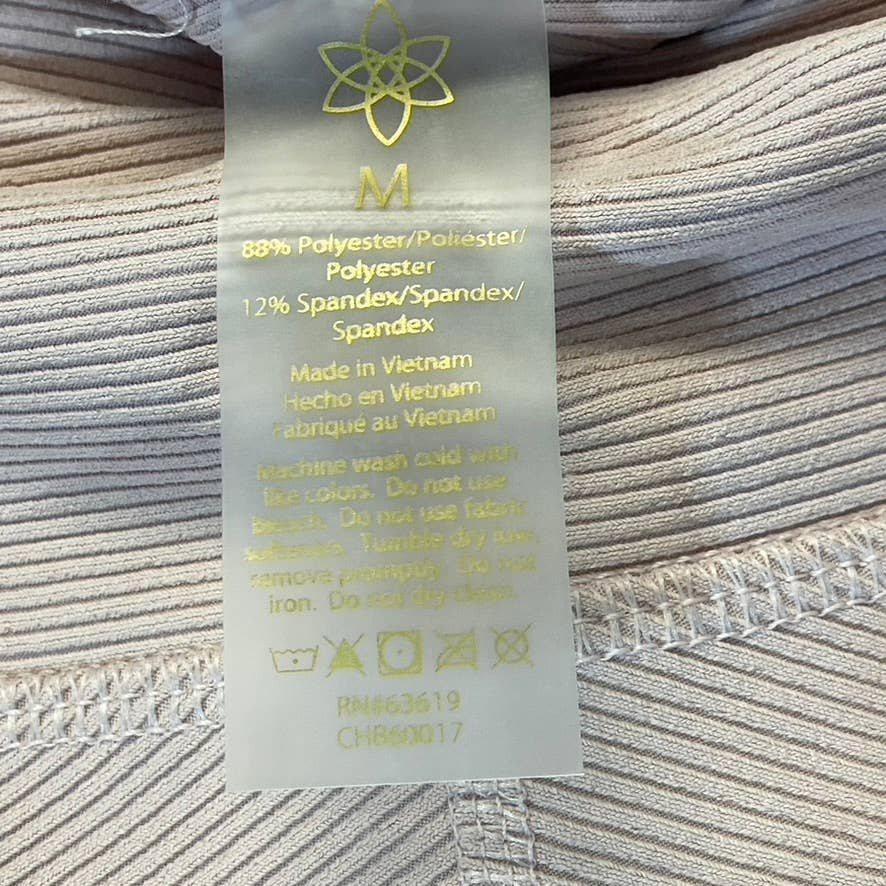 M
88% Polyester/Poliéster/
Polyester
12% Spandex/Spandex/
Spandex
Made in Vietnam
Hecho en Vietnam
Fabriqué au Vietnam
Machine wash cold with
like colors. Do not use
bleach. Do not use fabric
softeners. Tumble dry low,
remove promptly. Do not
iron. Do not dry clean.
RN#63619
CHB60017